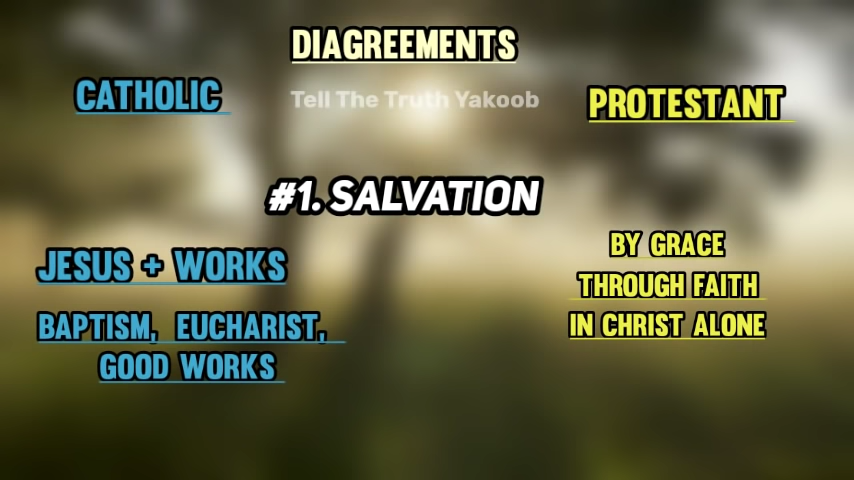 DIAGREEMENTS
CATHOLIC
Tell The Truth Yakoob
PROTESTANT
#1. SALVATION
JESUS + WORKS
BAPTISM, EUCHARIST,
GOOD WORKS
BY GRACE
THROUGH FAITH
IN CHRIST ALONE